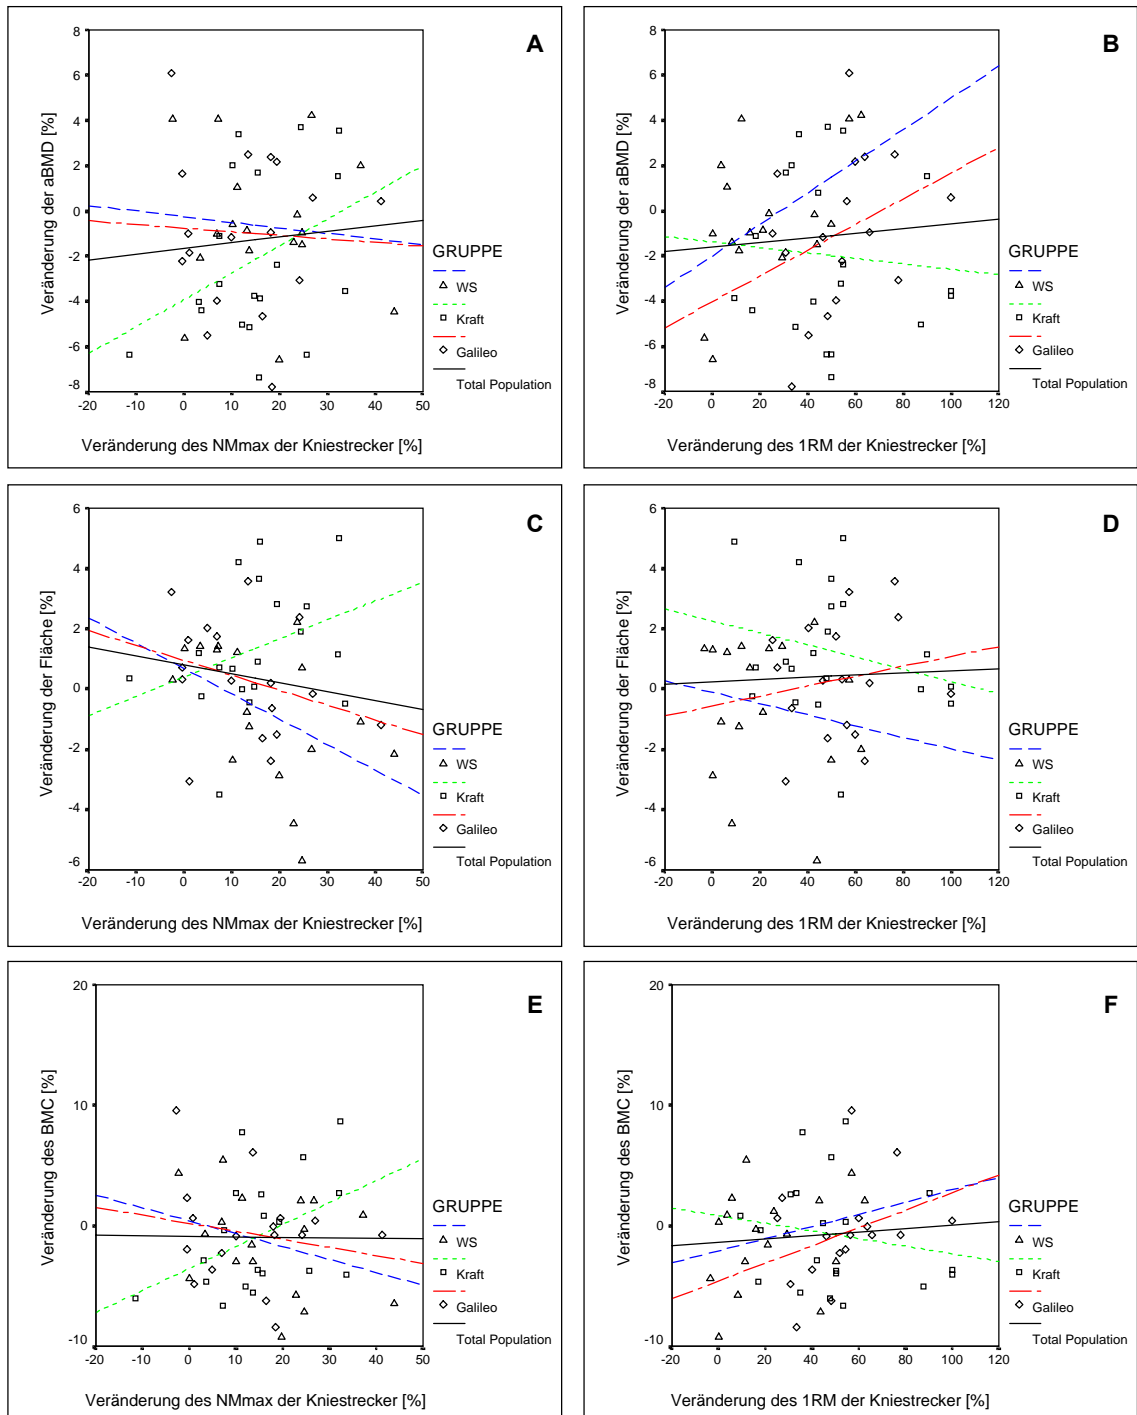 A
Veränderung der aBMD [%]
8
6
4
2
0
-2
-4
-6
-8
-20
-10
0
10
20
30
40
50
Veränderung des NMmax der Kniestrecker [%]
GRUPPE
WS
Kraft
Galileo
Total Population
B
Veränderung der aBMD [%]
8
6
4
2
0
-2
-4
-6
-8
-20
0
20
40
60
80
100
120
Veränderung des 1RM der Kniestrecker [%]
GRUPPE
WS
Kraft
Galileo
Total Population
C
Veränderung der Fläche [%]
6
4
2
0
-2
-4
-6
-20
-10
0
10
20
30
40
50
Veränderung des NMmax der Kniestrecker [%]
GRUPPE
WS
Kraft
Galileo
Total Population
D
Veränderung der Fläche [%]
6
4
2
0
-2
-4
-6
-20
0
20
40
60
80
100
120
Veränderung des 1RM der Kniestrecker [%]
GRUPPE
WS
Kraft
Galileo
Total Population
E
Veränderung des BMC [%]
20
10
0
-10
-20
-10
0
10
20
30
40
50
Veränderung des NMmax der Kniestrecker [%]
GRUPPE
WS
Kraft
Galileo
Total Population
F
Veränderung des BMC [%]
20
10
0
-10
-20
0
20
40
60
80
100
120
Veränderung des 1RM der Kniestrecker [%]
GRUPPE
WS
Kraft
Galileo
Total Population